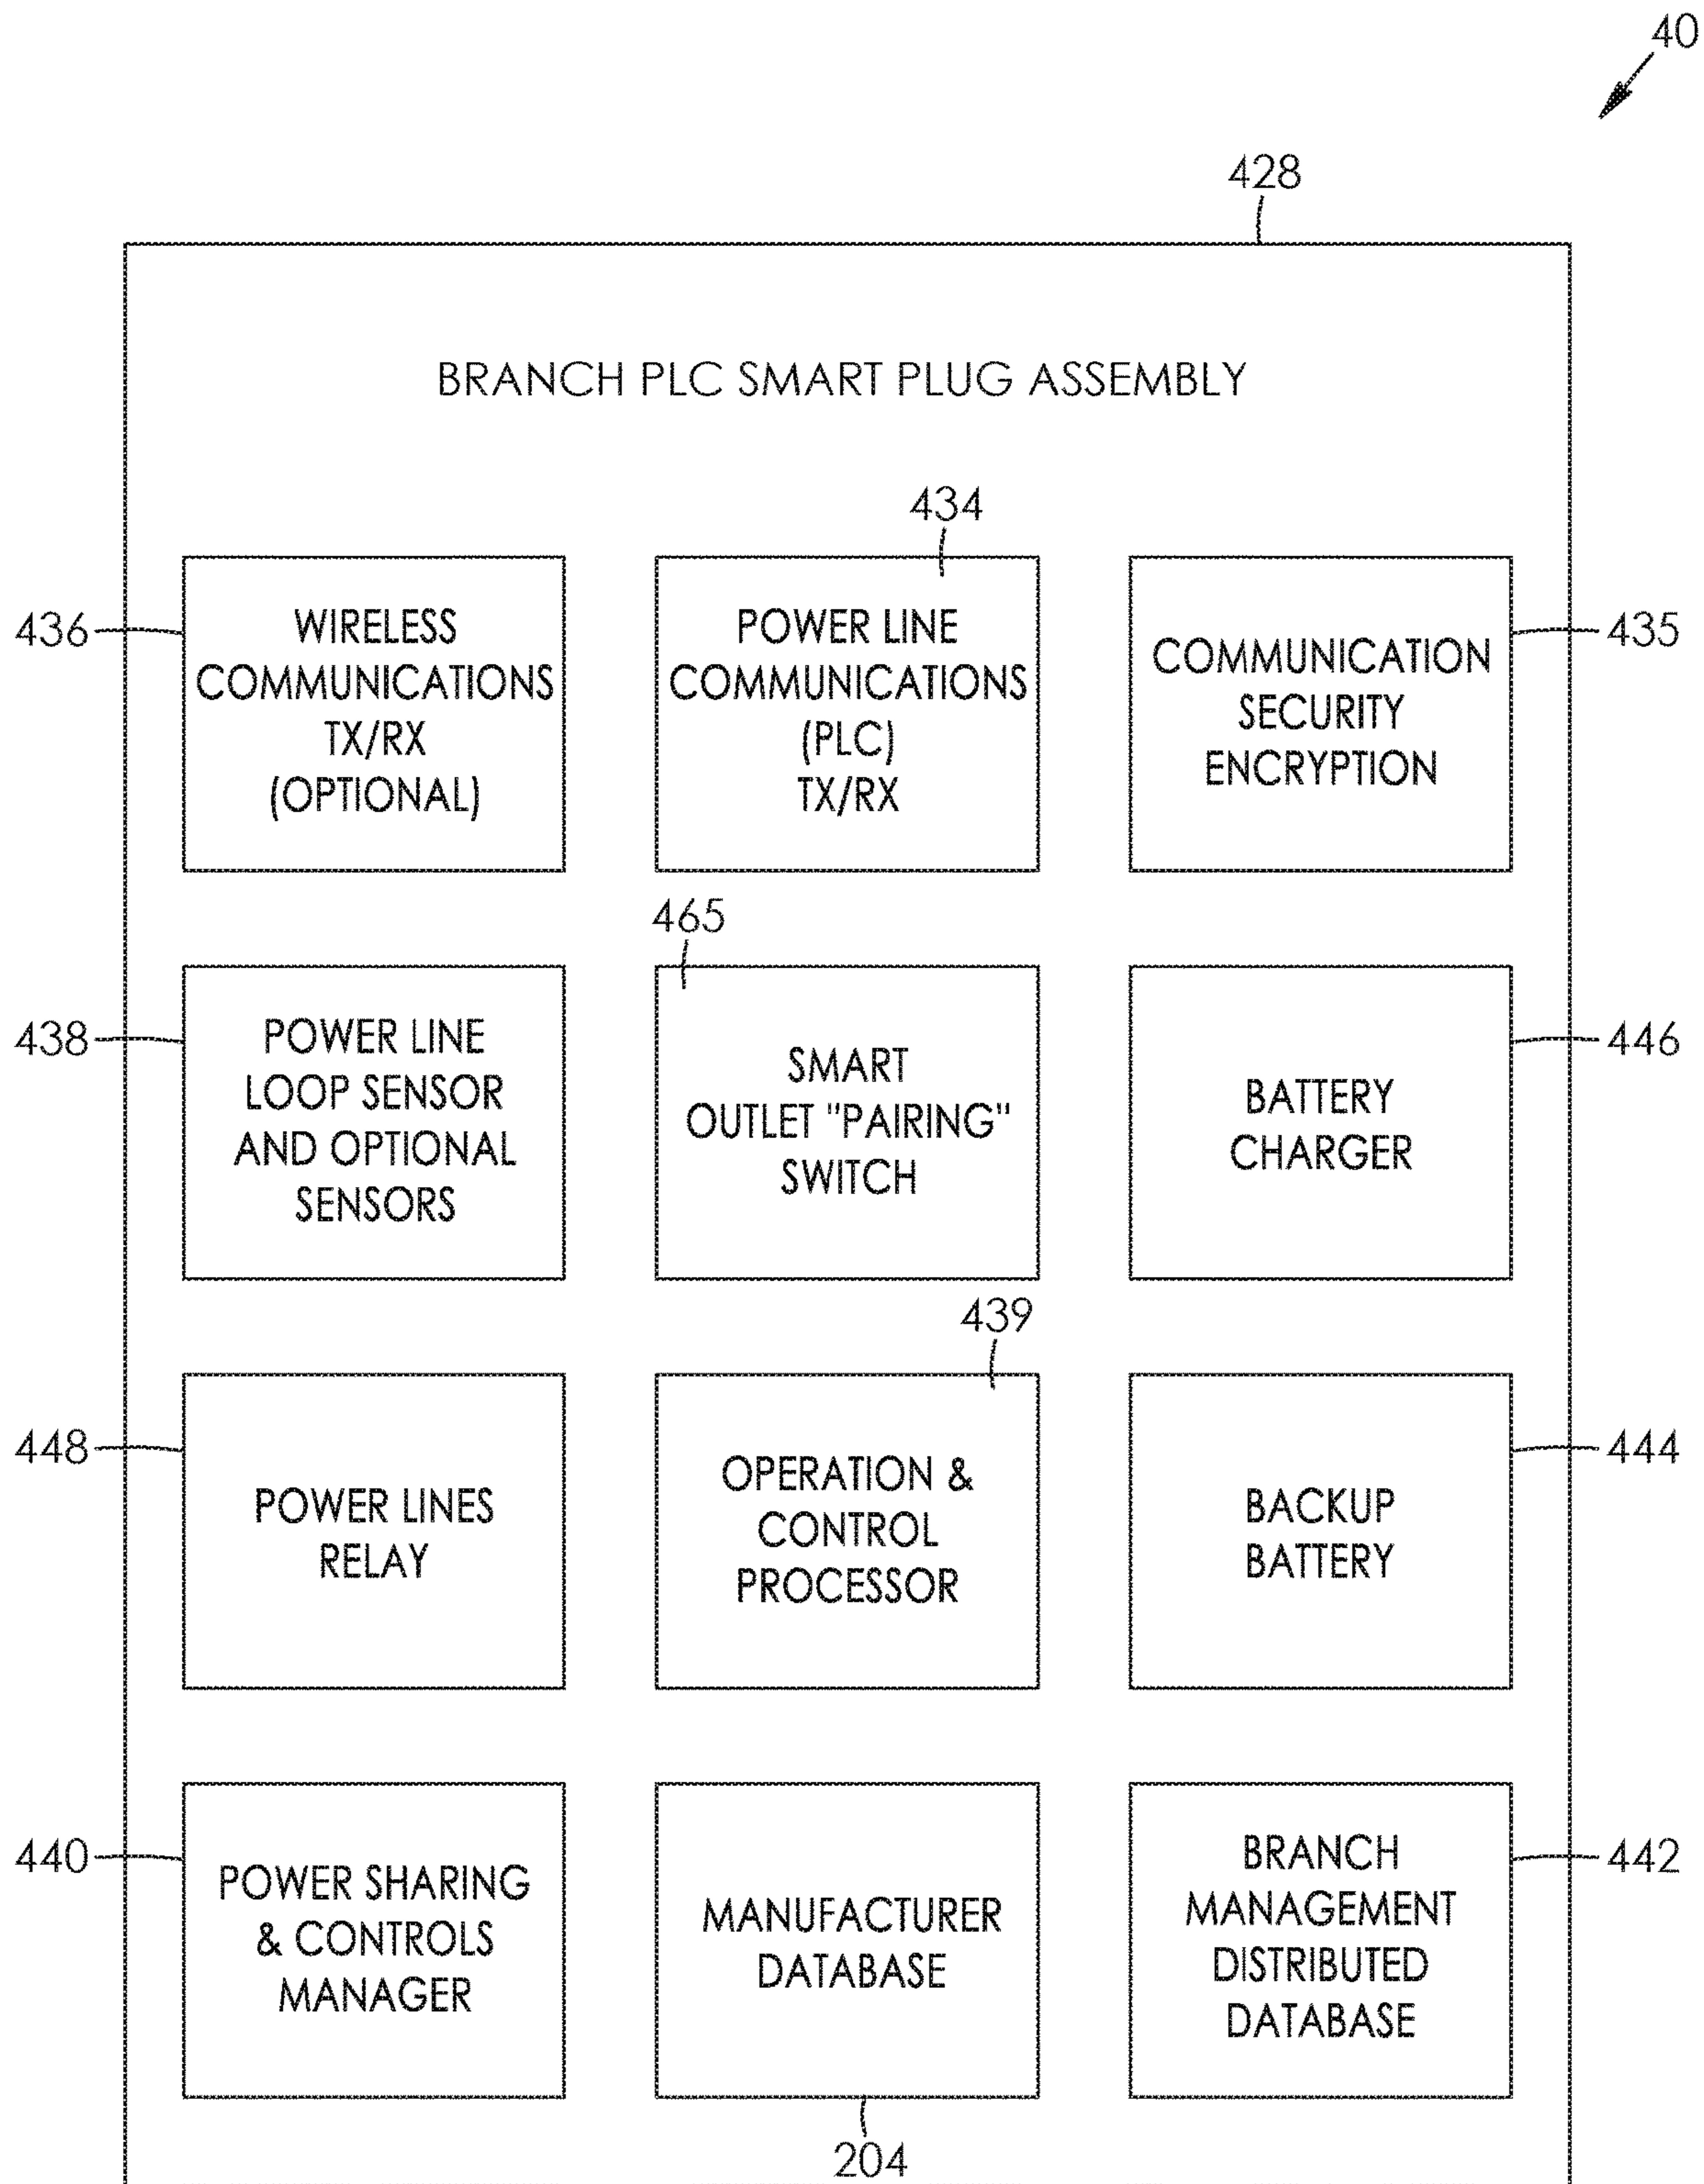 40
428
BRANCH PLC SMART PLUG ASSEMBLY
434
436
WIRELESS
COMMUNICATIONS
TX/RX
(OPTIONAL)
POWER LINE
COMMUNICATIONS
(PLC)
TX/RX
COMMUNICATION
SECURITY
ENCRYPTION
435
465
438
POWER LINE
LOOP SENSOR
AND OPTIONAL
SENSORS
SMART
OUTLET "PAIRING"
SWITCH
BATTERY
CHARGER
446
439
448
POWER LINES
RELAY
OPERATION &
CONTROL
PROCESSOR
BACKUP
BATTERY
444
440
POWER SHARING
& CONTROLS
MANAGER
MANUFACTURER
DATABASE
BRANCH
MANAGEMENT
DISTRIBUTED
DATABASE
442
204